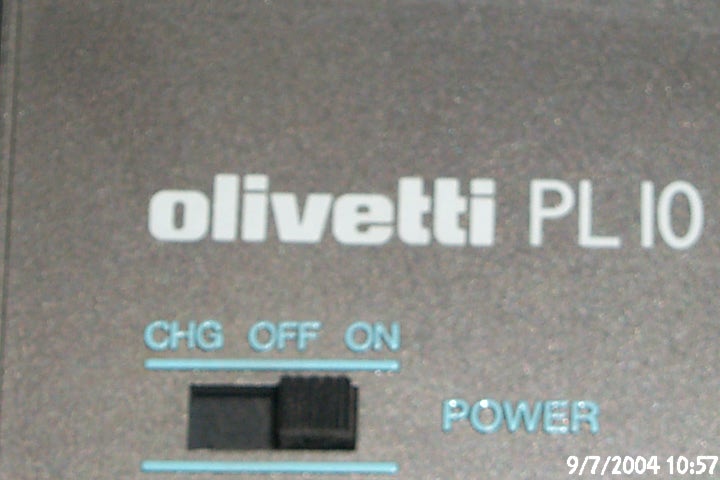 olivetti PL 10
CHG OFF ON
POWER
9/7/2004 10:57